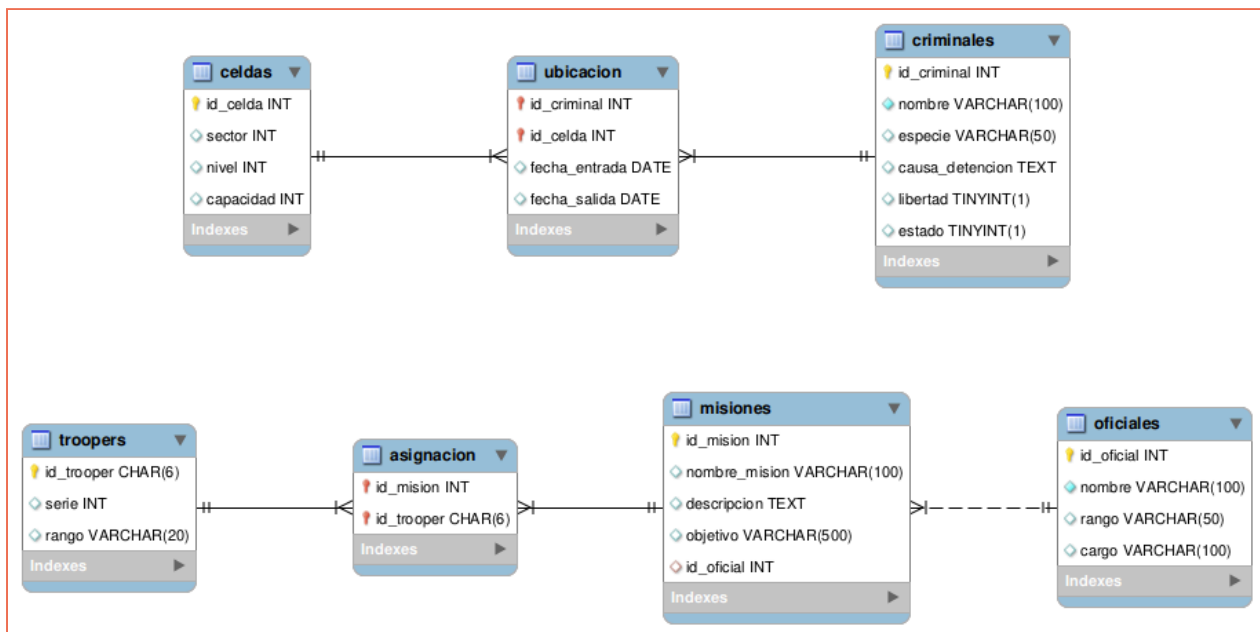 celdas
id_celda INT
sector INT
nivel INT
capacidad INT
Indexes
ubicacion
id_criminal INT
id_celda INT
fecha_entrada DATE
fecha_salida DATE
Indexes
criminales
id_criminal INT
nombre VARCHAR(100)
especie VARCHAR(50)
causa_detencion TEXT
libertad TINYINT(1)
estado TINYINT(1)
Indexes
troopers
id_trooper CHAR(6)
serie INT
rango VARCHAR(20)
Indexes
asignacion
id_mision INT
id_trooper CHAR(6)
Indexes
misiones
id_mision INT
nombre_mision VARCHAR(100)
descripcion TEXT
objetivo VARCHAR(500)
id_oficial INT
Indexes
oficiales
id_oficial INT
nombre VARCHAR(100)
rango VARCHAR(50)
cargo VARCHAR(100)
Indexes